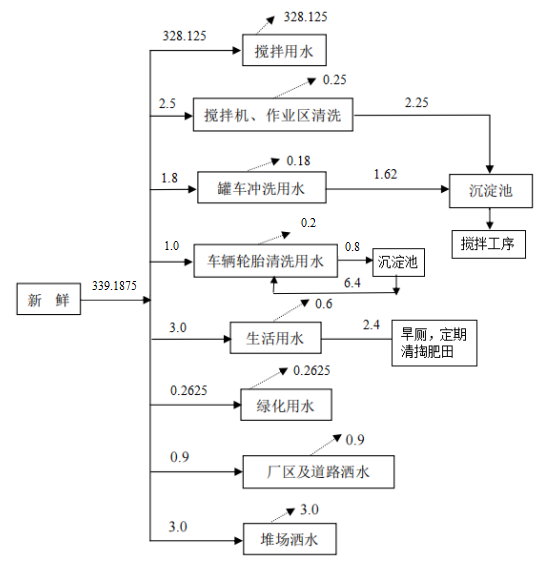 328.125
328.125
搅拌用水
0.25
2.5
搅拌机、作业区清洗
2.25
0.18
1.8
罐车冲洗用水
1.62
沉淀池
搅拌工序
0.2
1.0
车辆轮胎清洗用水
0.8
沉淀池
6.4
新 鲜
339.1875
0.6
3.0
生活用水
2.4
旱厕，定期
清掏肥田
0.2625
0.2625
绿化用水
0.9
0.9
厂区及道路洒水
3.0
3.0
堆场洒水